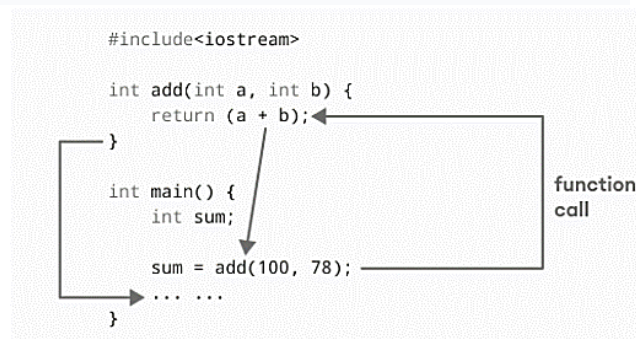 #include<iostream>
int add(int a, int b) {
return (a + b);
}
int main() {
int sum;
sum = add(100, 78);
... ...
}
function
call